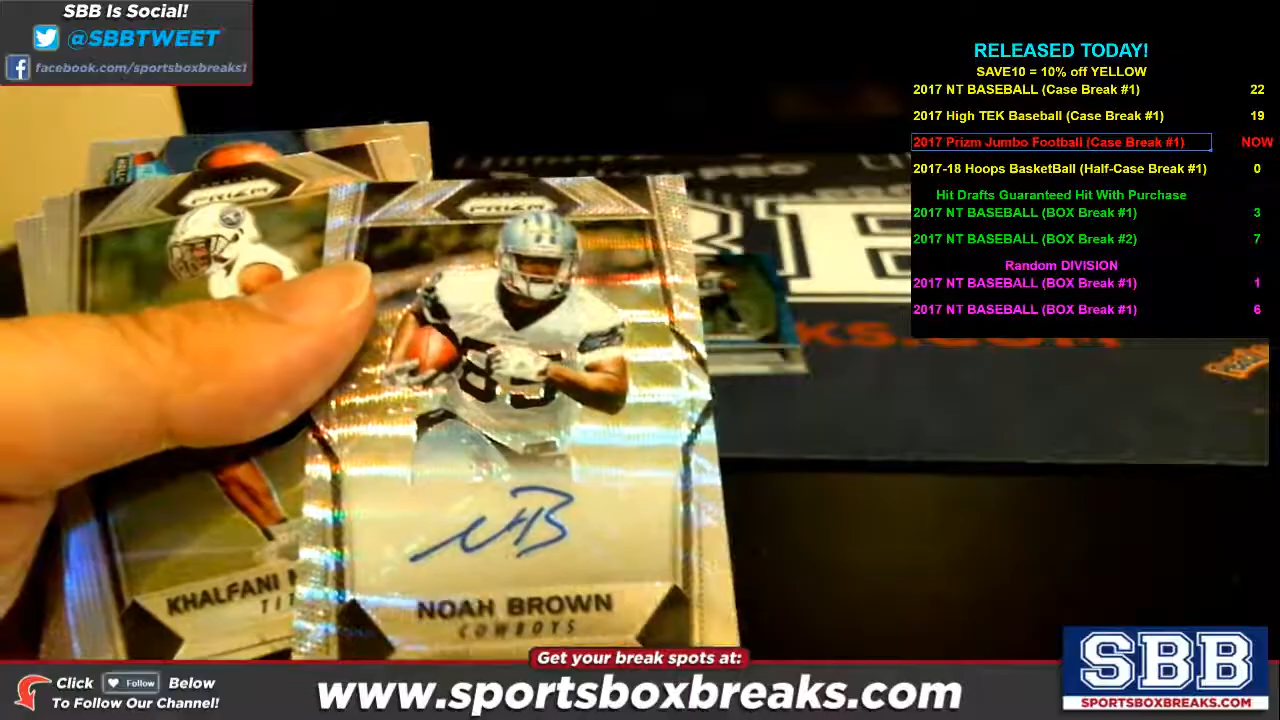 SBB Is Social!
@SBBTWEET
facebook.com/sportsboxbreaks1
RELEASED TODAY!
SAVE10 = 10% off YELLOW
2017 NT BASEBALL (Case Break #1) 22
2017 High TEK Baseball (Case Break #1) 19
2017 Prizm Jumbo Football (Case Break #1) NOW
2017-18 Hoops BasketBall (Half-Case Break #1) 0
Hit Drafts Guaranteed Hit With Purchase
2017 NT BASEBALL (BOX Break #1) 3
2017 NT BASEBALL (BOX Break #2) 7
Random DIVISION
2017 NT BASEBALL (BOX Break #1) 1
2017 NT BASEBALL (BOX Break #1) 6
PRIZM
PRIZM
85
NB
KHALFANI
NOAH BROWN
COWBOYS
Get your break spots at:
Click Follow Below
To Follow Our Channel!
www.sportsboxbreaks.com
SBB
SPORTSBOXBREAKS.COM